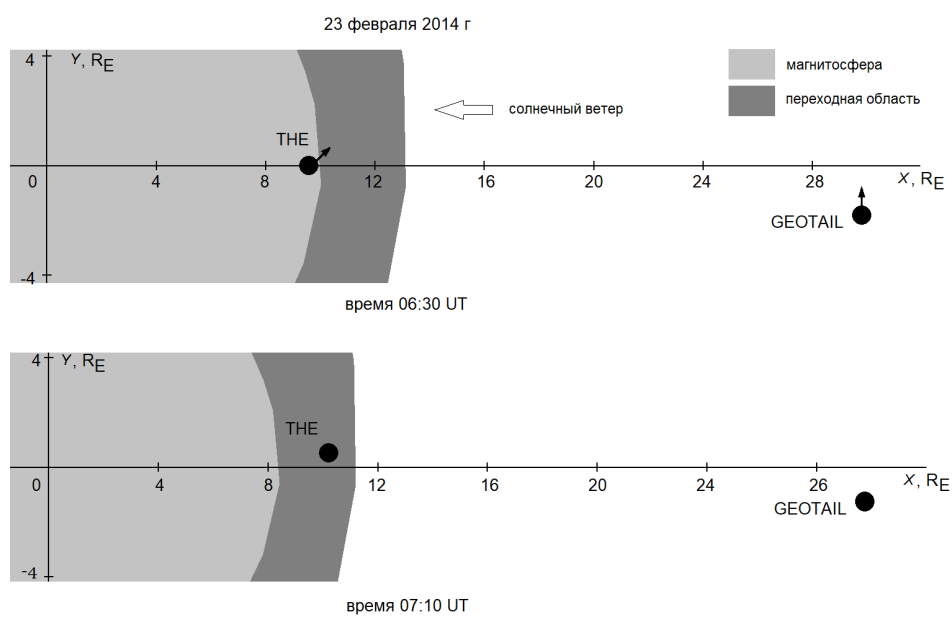 23 февраля 2014 г
4 Y, RE
магнитосфера
переходная область
солнечный ветер
THE
0 4 8 12 16 20 24 28 X, RE
GEOTAIL
-4
время 06:30 UT
4 Y, RE
THE
0 4 8 12 16 20 24 26 X, RE
GEOTAIL
-4
время 07:10 UT